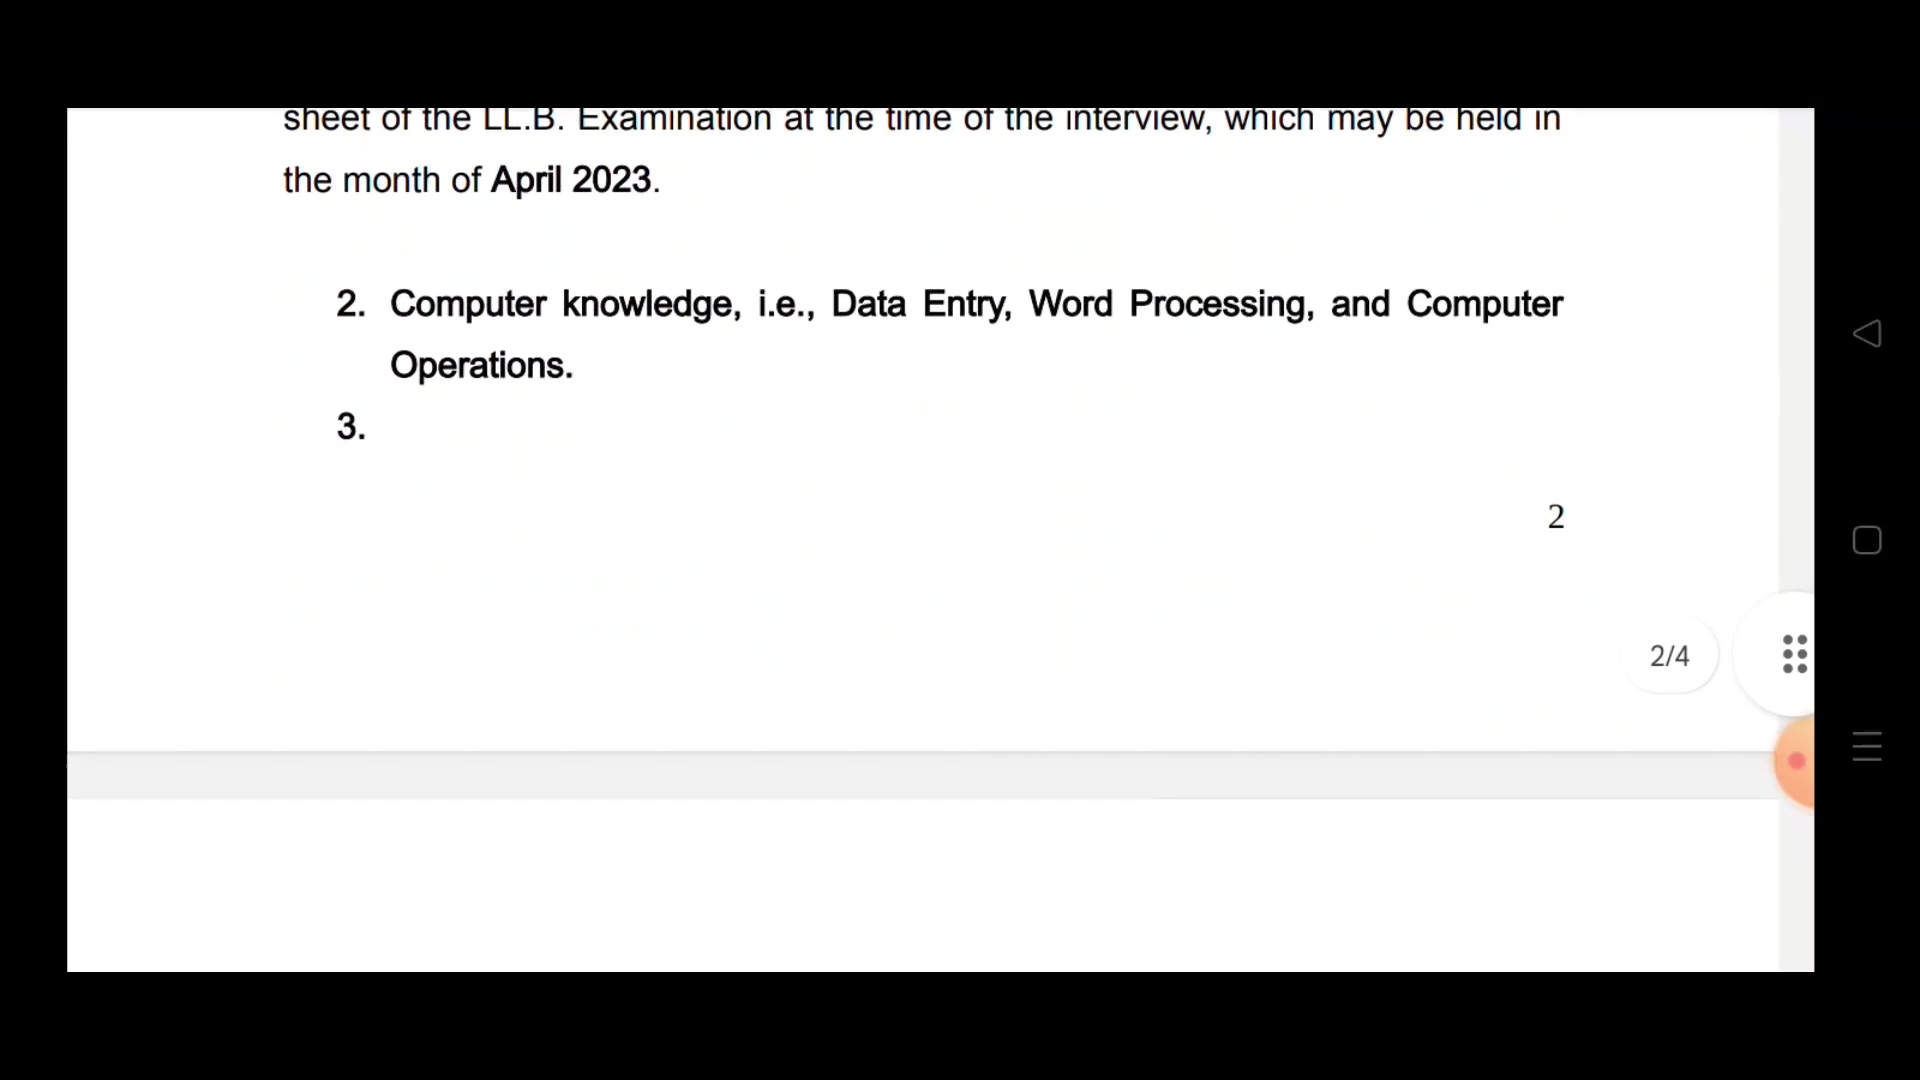 sheet of the LL.B. Examination at the time of the interview, which may be held in
the month of April 2023.
2. Computer knowledge, i.e., Data Entry, Word Processing, and Computer
Operations.
3.
2
2/4